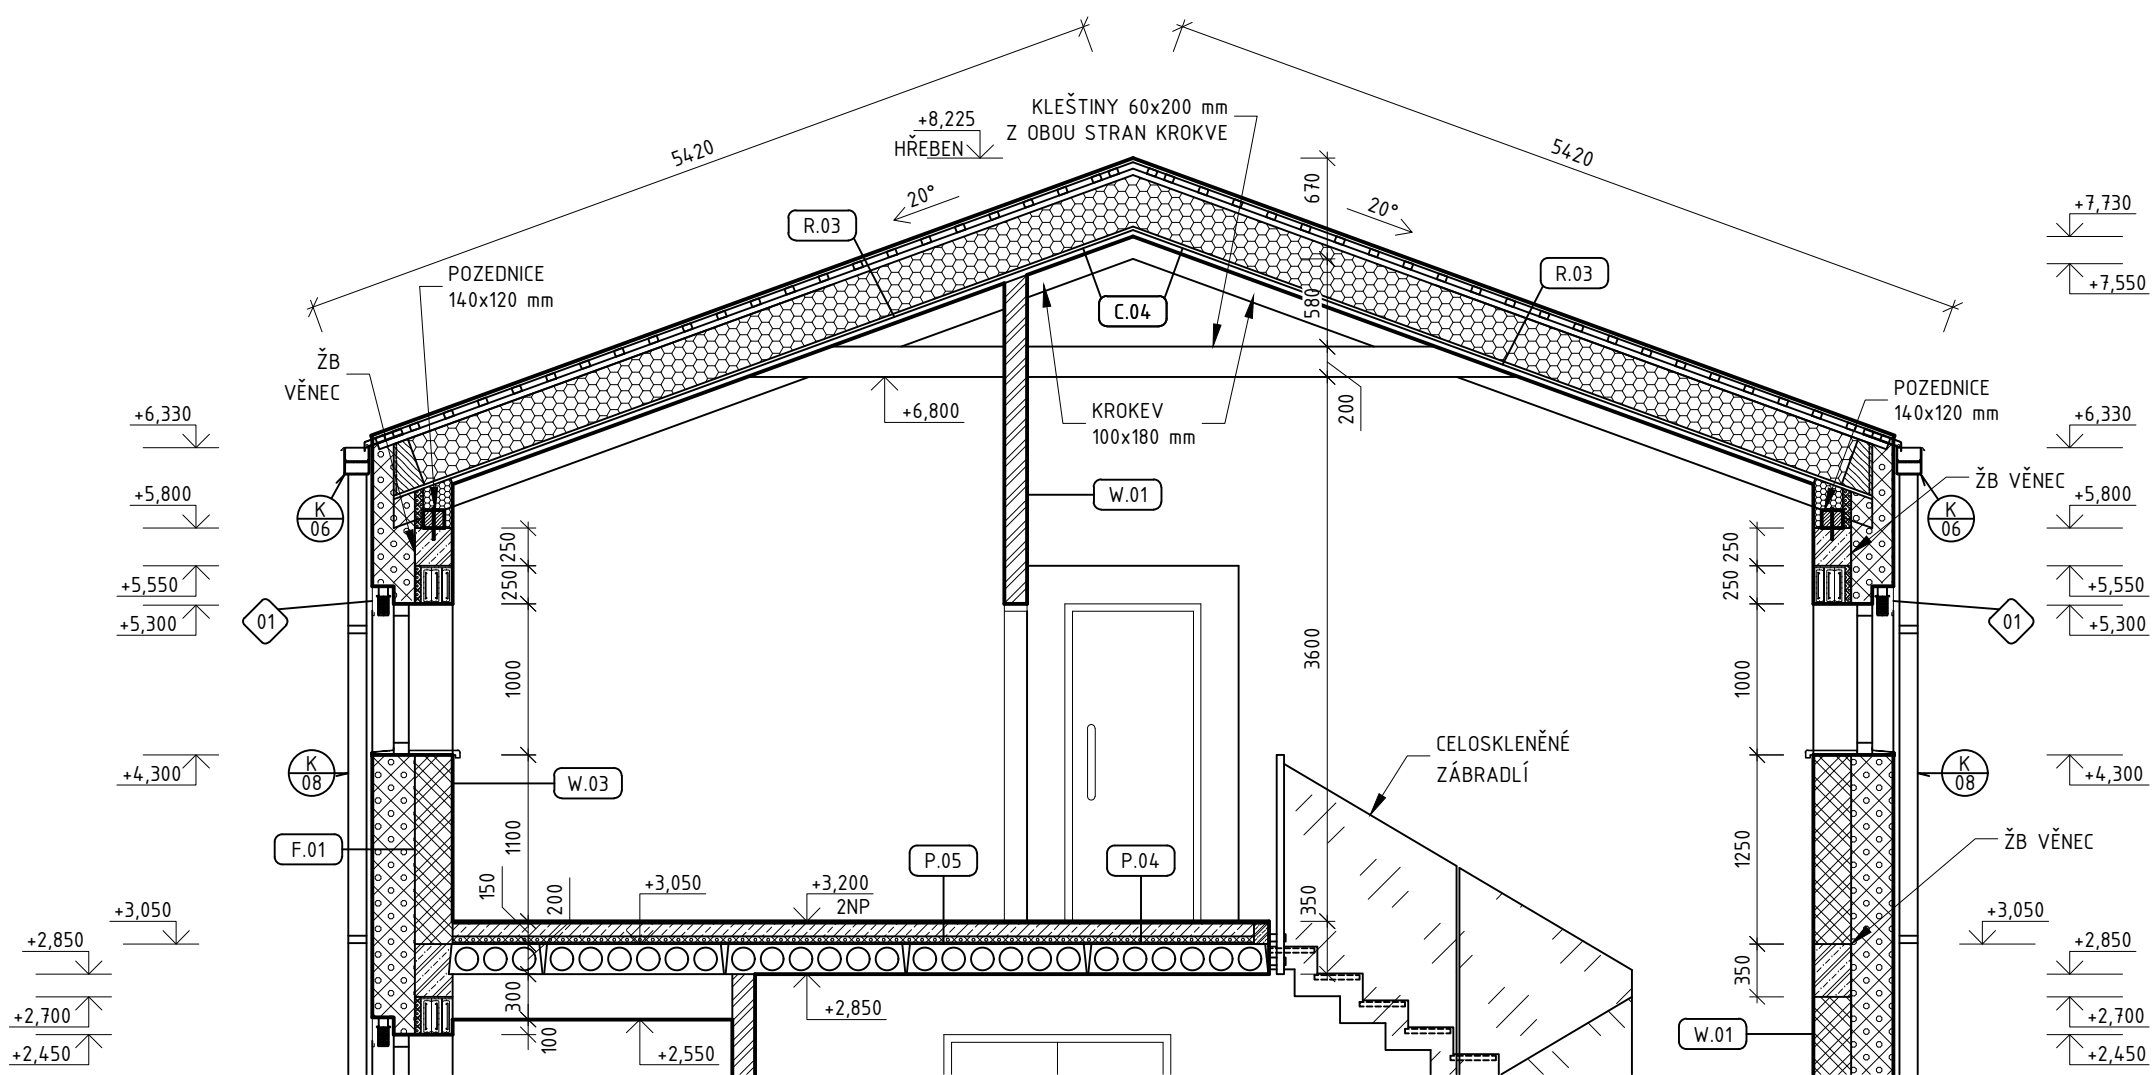 5420
5420
KLEŠTINY 60x200 mm
Z OBOU STRAN KROKVE
+8,225
HŘEBEN
20°
20°
670
R.03
R.03
+7,730
+7,550
POZEDNICE
140x120 mm
C.04
580
ŽB
VĚNEC
POZEDNICE
140x120 mm
+6,330
+6,330
+6,800
KROKEV
100x180 mm
200
W.01
ŽB VĚNEC
+5,800
+5,800
K
06
K
06
250
250
250
250
+5,550
+5,550
01
01
+5,300
+5,300
1000
3600
1000
CELOSKLENĚNÉ
ZÁBRADLÍ
+4,300
+4,300
K
08
K
08
W.03
F.01
1100
1250
ŽB VĚNEC
P.05
P.04
150
200
+3,050
+3,200
2NP
350
+3,050
+3,050
+2,850
+2,850
350
300
+2,850
+2,700
+2,700
100
W.01
+2,450
+2,550
+2,450